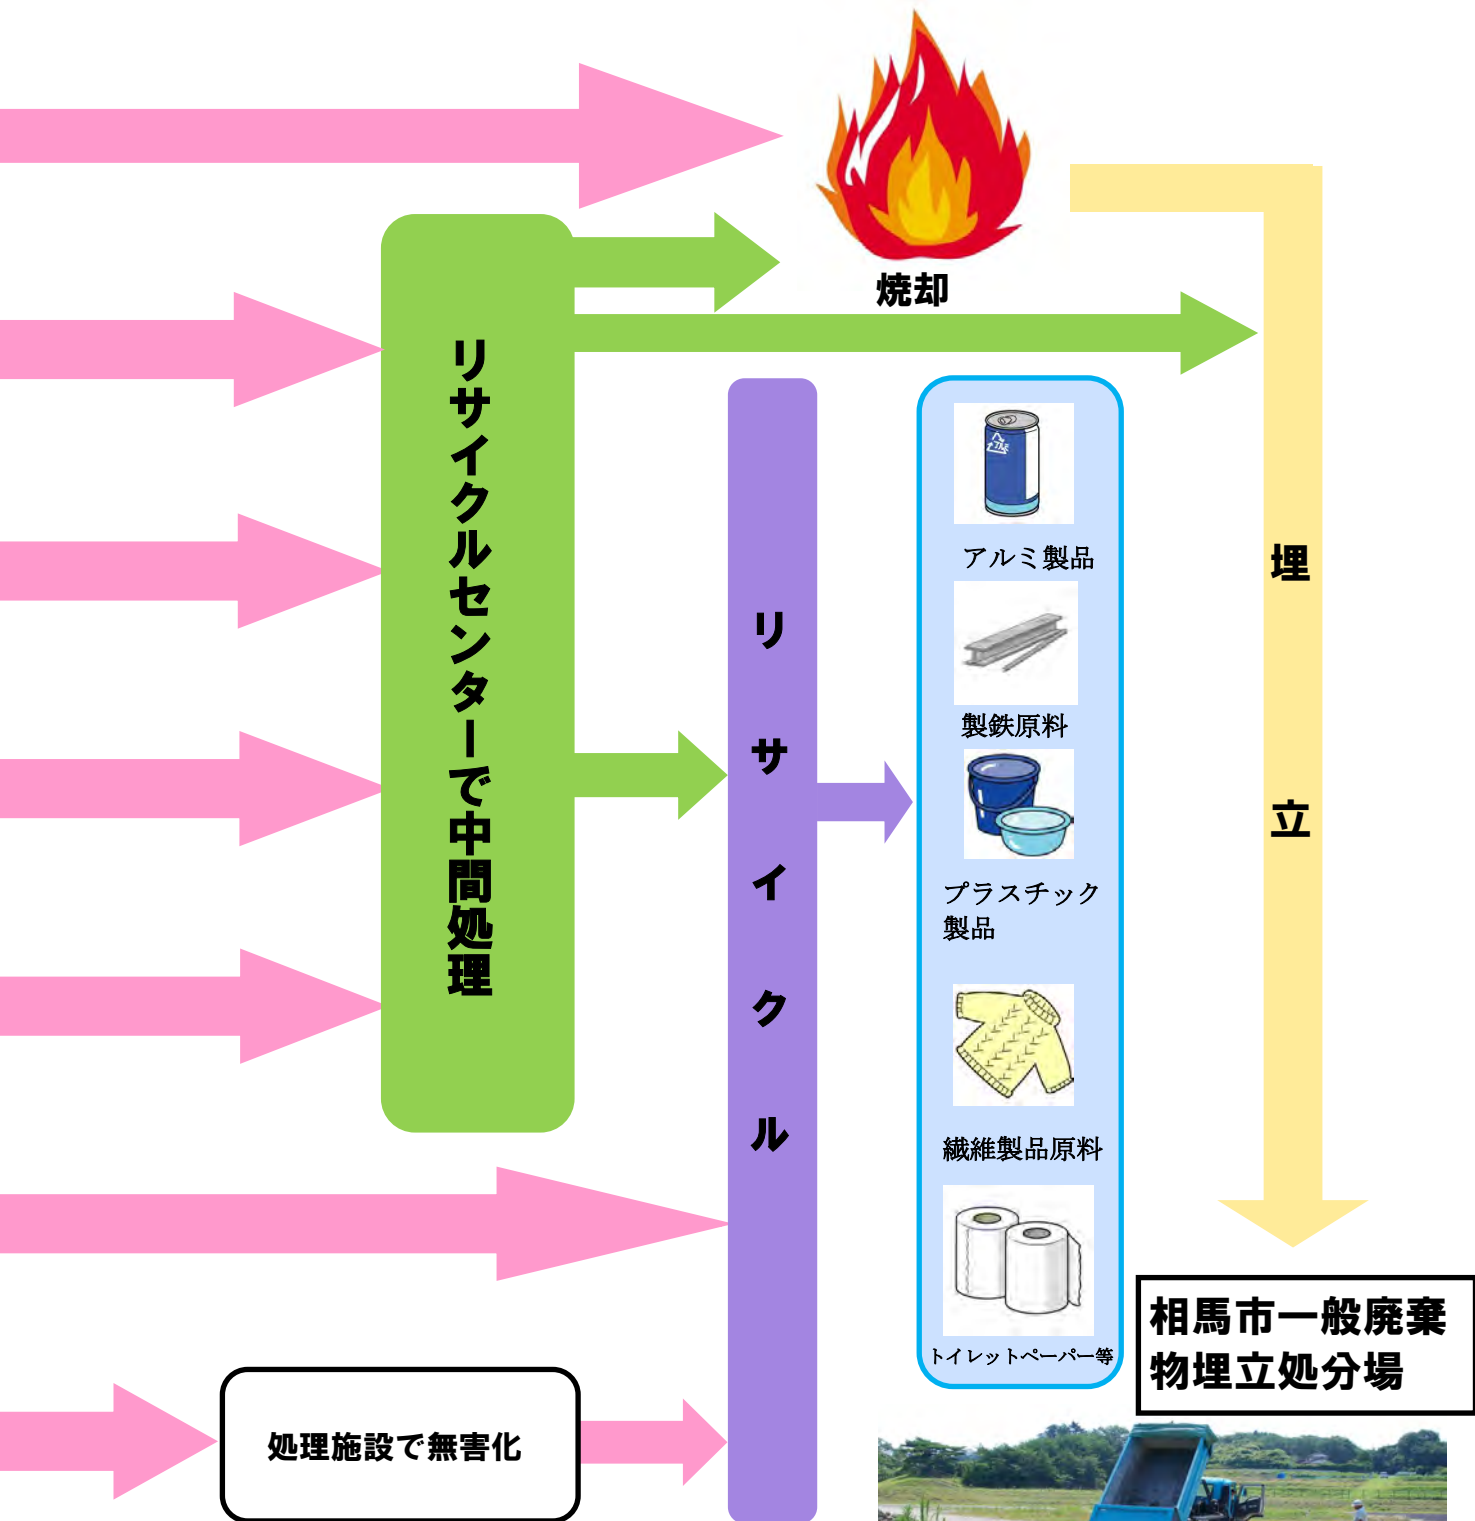 焼却
リサイクルセンターで中間処理
リサイクル
アルミ製品
製鉄原料
プラスチック
製品
繊維製品原料
トイレットペーパー等
埋立
相馬市一般廃棄
物埋立処分場
処理施設で無害化